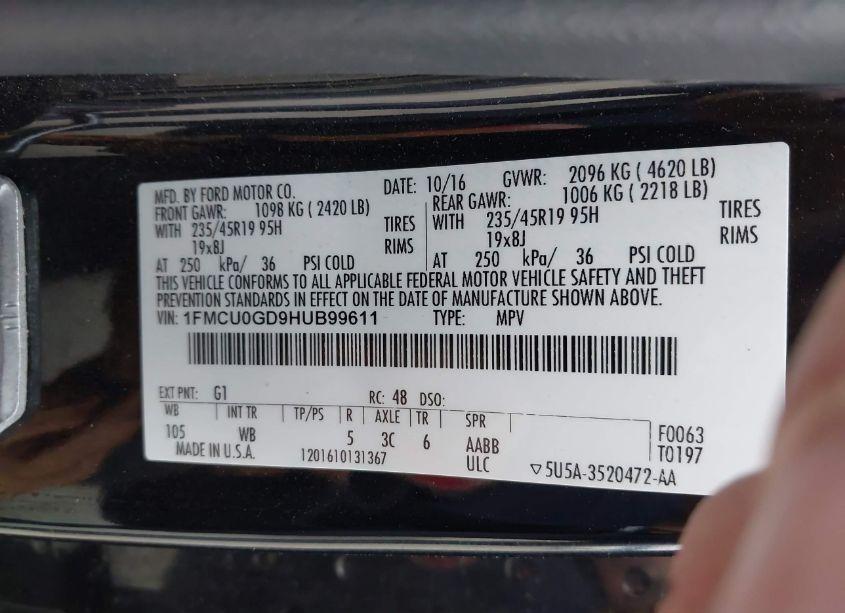 MFD. BY FORD MOTOR CO. DATE: 10/16 GVWR: 2096 KG ( 4620 LB)
FRONT GAWR: 1098 KG ( 2420 LB) REAR GAWR: 1006 KG ( 2218 LB)
WITH 235/45R19 95H TIRES WITH 235/45R19 95H TIRES
19x8J RIMS 19x8J RIMS
AT 250 kPa/ 36 PSI COLD AT 250 kPa/ 36 PSI COLD
THIS VEHICLE CONFORMS TO ALL APPLICABLE FEDERAL MOTOR VEHICLE SAFETY AND THEFT
PREVENTION STANDARDS IN EFFECT ON THE DATE OF MANUFACTURE SHOWN ABOVE.
VIN: 1FMCU0GD9HUB99611 TYPE: MPV
EXT PNT: G1 RC: 48 DSO:
WB INT TR TP/PS R AXLE TR SPR
105 WB 5 3C 6 AABB F0063
MADE IN U.S.A. 1201610131367 ULC T0197
▽5U5A-3520472-AA